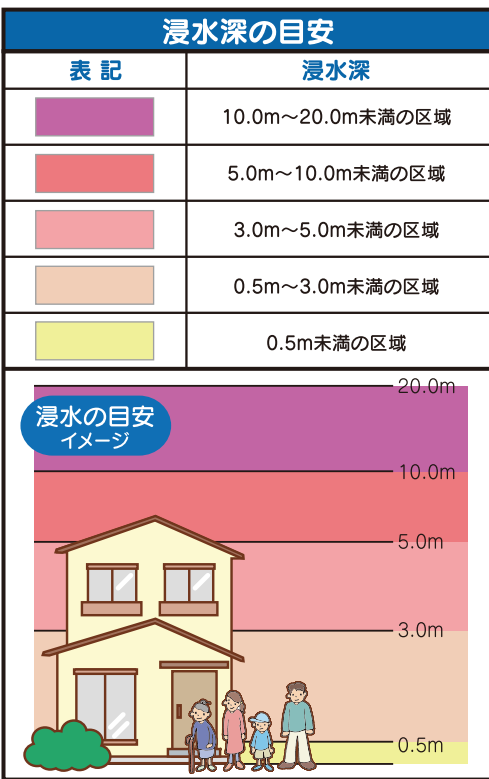 浸水深の目安
表記 浸水深
10.0m〜20.0m未満の区域
5.0m〜10.0m未満の区域
3.0m〜5.0m未満の区域
0.5m〜3.0m未満の区域
0.5m未満の区域
20.0m
浸水の目安
イメージ
10.0m
5.0m
3.0m
0.5m